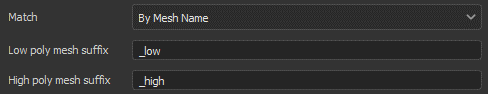 Match By Mesh Name
Low poly mesh suffix _low
High poly mesh suffix _high